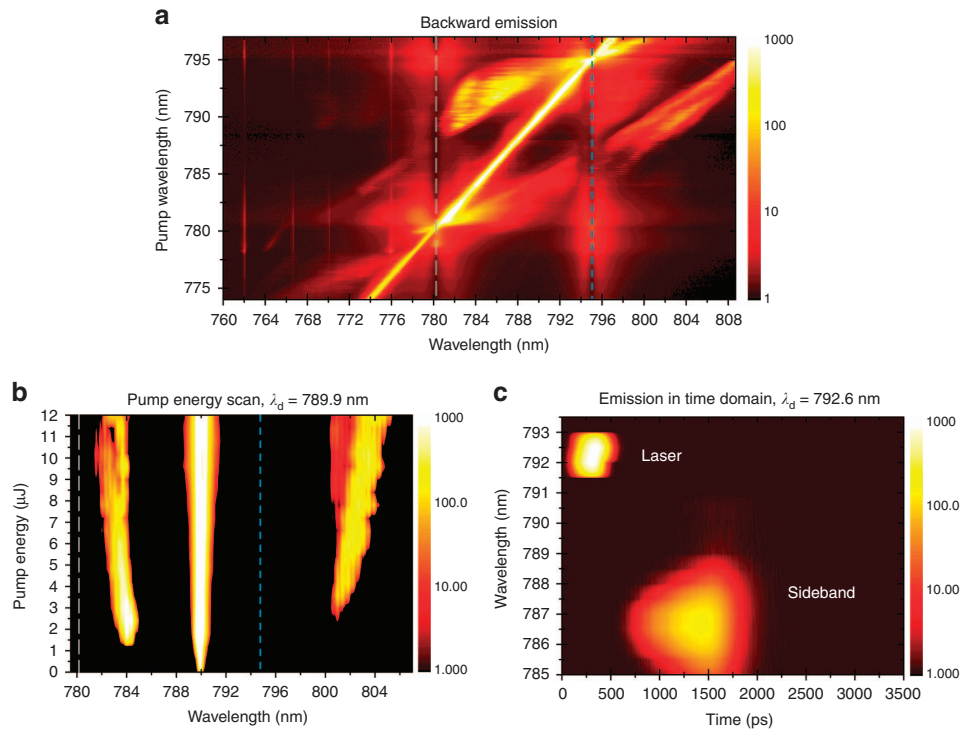 a
Backward emission
Pump wavelength (nm)
795
790
785
780
775
760 764 768 772 776 780 784 788 792 796 800 804 808
Wavelength (nm)
1000
100
10
1
b
Pump energy scan, λd = 789.9 nm
Pump energy (μJ)
12
11
10
9
8
7
6
5
4
3
2
1
0
780 784 788 792 796 800 804
Wavelength (nm)
1000
100.0
10.00
1.000
c
Emission in time domain, λd = 792.6 nm
Wavelength (nm)
793
792
791
790
789
788
787
786
785
Laser
Sideband
0 500 1000 1500 2000 2500 3000 3500
Time (ps)
1000
100.0
10.00
1.000